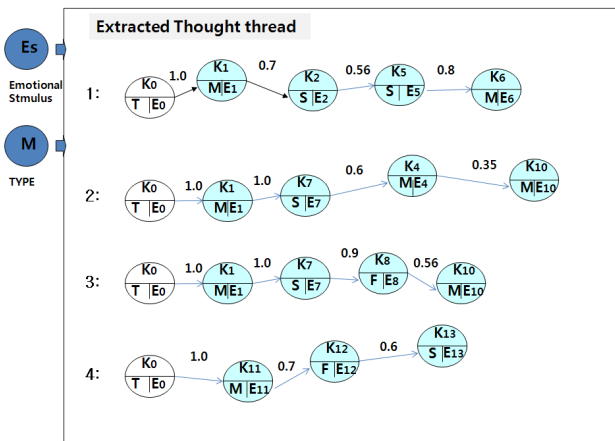 Extracted Thought thread
Es
Emotional
Stmulus
M
TYPE
1:
K0
T |E0
1.0
K1
M|E1
0.7
K2
S |E2
0.56
K5
S |E5
0.8
K6
M|E6
2:
K0
T |E0
1.0
K1
M|E1
1.0
K7
S |E7
0.6
K4
M|E4
0.35
K10
M|E10
3:
K0
T |E0
1.0
K1
M|E1
1.0
K7
S |E7
0.9
K8
F |E8
0.56
K10
M|E10
4:
K0
T |E0
1.0
K11
M|E11
0.7
K12
F |E12
0.6
K13
S |E13